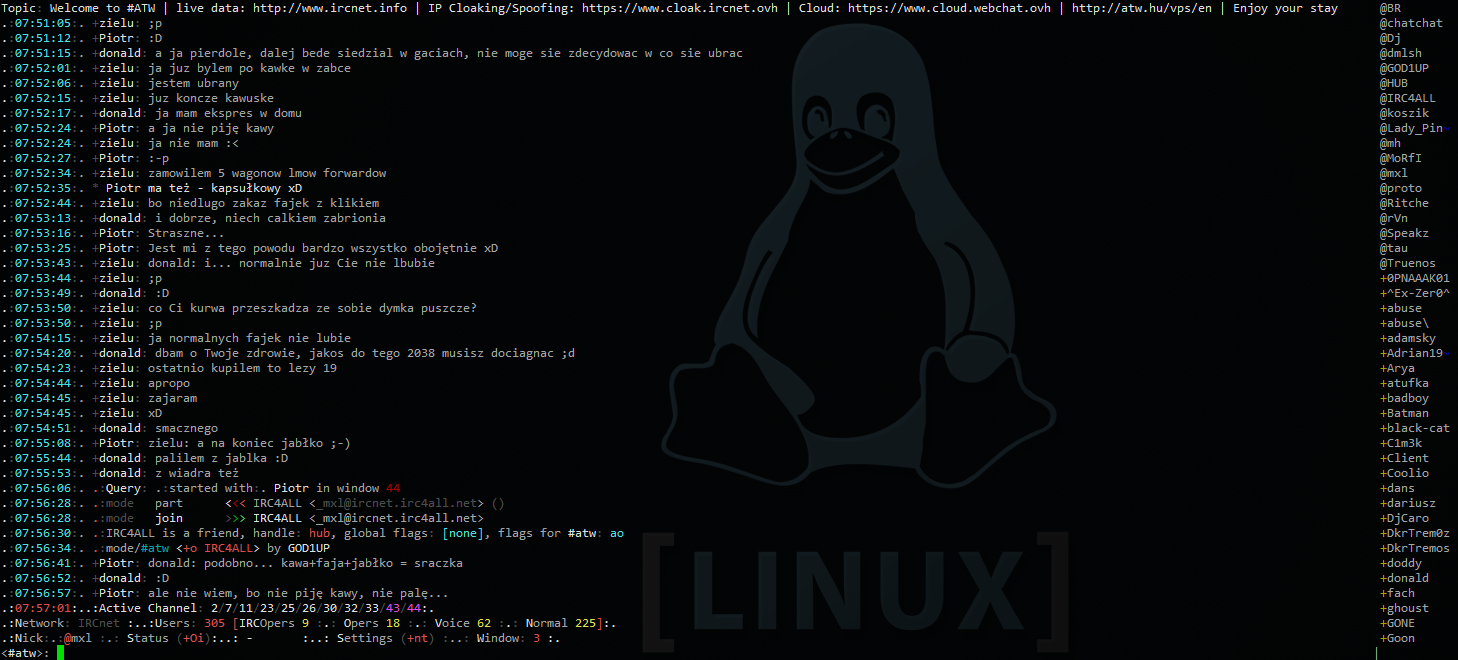 Topic: Welcome to #ATW | live data: http://www.ircnet.info | IP Cloaking/Spoofing: https://www.cloak.ircnet.ovh | Cloud: https://www.cloud.webchat.ovh | http://atw.hu/vps/en | Enjoy your stay
.:07:51:05:. +zielu: ;p
.:07:51:12:. +Piotr: :D
.:07:51:15:. +donald: a ja pierdole, dalej bede siedzial w gaciach, nie moge sie zdecydowac w co sie ubrac
.:07:52:01:. +zielu: ja juz bylem po kawke w zabce
.:07:52:06:. +zielu: jestem ubrany
.:07:52:15:. +zielu: juz koncze kawuske
.:07:52:17:. +donald: ja mam ekspres w domu
.:07:52:24:. +Piotr: a ja nie piję kawy
.:07:52:24:. +zielu: ja nie mam :<
.:07:52:27:. +Piotr: :-p
.:07:52:34:. +zielu: zamowilem 5 wagonow lmow forwardow
.:07:52:35:. * Piotr ma też - kapsułkowy xD
.:07:52:44:. +zielu: bo niedlugo zakaz fajek z klikiem
.:07:53:13:. +donald: i dobrze, niech calkiem zabrionia
.:07:53:16:. +Piotr: Straszne...
.:07:53:25:. +Piotr: Jest mi z tego powodu bardzo wszystko obojętnie xD
.:07:53:43:. +zielu: donald: i... normalnie juz Cie nie lbubie
.:07:53:44:. +zielu: ;p
.:07:53:49:. +donald: :D
.:07:53:50:. +zielu: co Ci kurwa przeszkadza ze sobie dymka puszcze?
.:07:53:50:. +zielu: ;p
.:07:54:15:. +zielu: ja normalnych fajek nie lubie
.:07:54:20:. +donald: dbam o Twoje zdrowie, jakos do tego 2038 musisz dociagnac ;d
.:07:54:23:. +zielu: ostatnio kupilem to lezy 19
.:07:54:44:. +zielu: apropo
.:07:54:45:. +zielu: zajaram
.:07:54:45:. +zielu: xD
.:07:54:51:. +donald: smacznego
.:07:55:08:. +Piotr: zielu: a na koniec jabłko ;-)
.:07:55:44:. +donald: palilem z jablka :D
.:07:55:53:. +donald: z wiadra też
.:07:56:06:. .:Query: .:started with:. Piotr in window 44
.:07:56:28:. .:mode part <<< IRC4ALL <_mxl@ircnet.irc4all.net> ()
.:07:56:28:. .:mode join >>> IRC4ALL <_mxl@ircnet.irc4all.net>
.:07:56:30:. .:IRC4ALL is a friend, handle: hub, global flags: [none], flags for #atw: ao
.:07:56:34:. .:mode/#atw <+o IRC4ALL> by GOD1UP
.:07:56:41:. +Piotr: donald: podobno... kawa+faja+jabłko = sraczka
.:07:56:52:. +donald: :D
.:07:56:57:. +Piotr: ale nie wiem, bo nie piję kawy, nie palę...
.:07:57:01:..:Active Channel: 2/7/11/23/25/26/30/32/33/43/44:.
.:Network: IRCnet :..:Users: 305 [IRCOpers 9 :.: Opers 18 :.: Voice 62 :.: Normal 225]:.
.:Nick:.:@mxl :.: Status (+Oi):..: - :..: Settings (+nt) :..: Window: 3 :.
<#atw>:
[LINUX]
@BR
@chatchat
@Dj
@dmlsh
@GOD1UP
@HUB
@IRC4ALL
@koszik
@Lady_Pin~
@mh
@MoRfI
@mxl
@proto
@Ritche
@rVn
@Speakz
@tau
@Truenos
+0PNAAAK01
+^Ex-Zer0^
+abuse
+abuse\
+adamsky
+Adrian19~
+Arya
+atufka
+badboy
+Batman
+black-cat
+C1m3k
+Client
+Coolio
+dans
+dariusz
+DjCaro
+DkrTrem0z
+DkrTremos
+doddy
+donald
+fach
+ghoust
+GONE
+Goon